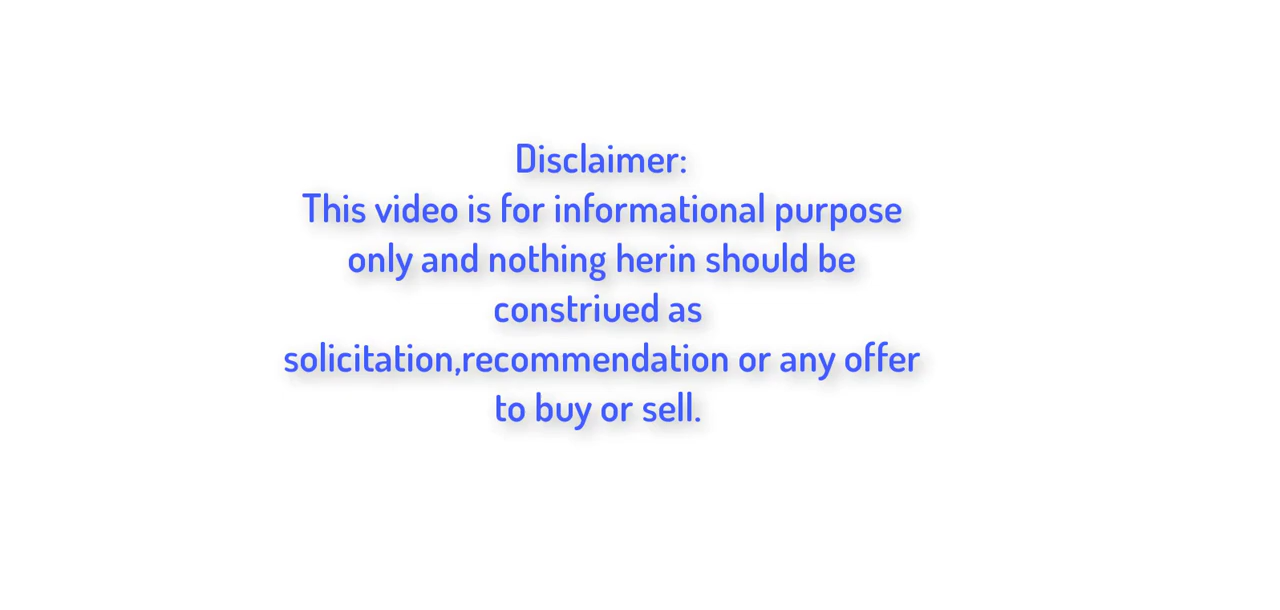 Disclaimer:
This video is for informational purpose
only and nothing herin should be
construied as
solicitation,recommendation or any offer
to buy or sell.